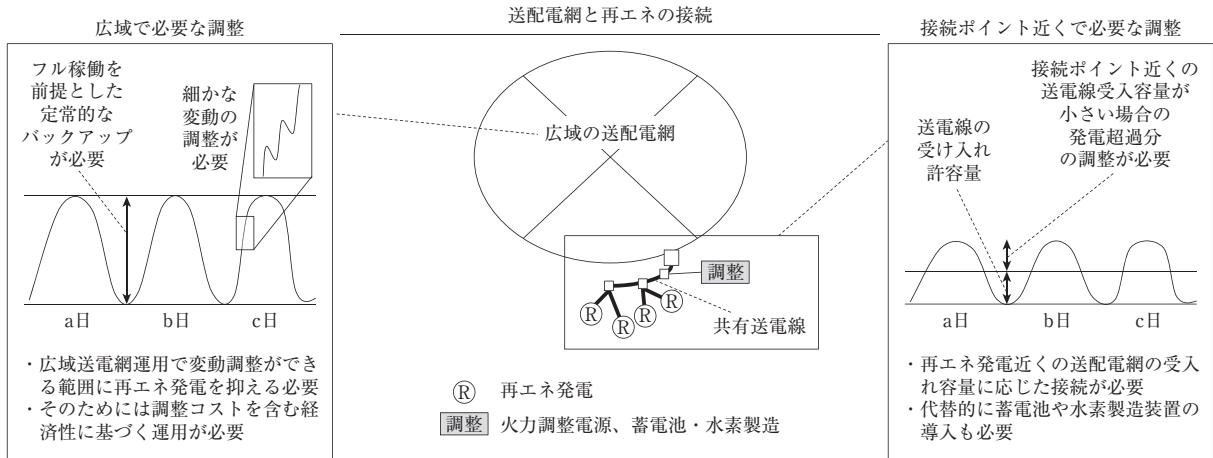 送配電網と再エネの接続
広域で必要な調整
フル稼働を
前提とした
定常的な
バックアップ
が必要
細かな
変動の
調整が
必要
a日
b日
c日
・広域送電網運用で変動調整ができ
る範囲に再エネ発電を抑える必要
・そのためには調整コストを含む経
済性に基づく運用が必要
広域の送配電網
調整
共有送電線
R
R
R
R
R 再エネ発電
調整 火力調整電源、蓄電池・水素製造
接続ポイント近くで必要な調整
送電線の
受け入れ
許容量
接続ポイント近くの
送電線受入容量が
小さい場合の
発電超過分
の調整が必要
a日
b日
c日
・再エネ発電近くの送配電網の受入
れ容量に応じた接続が必要
・代替的に蓄電池や水素製造装置の
導入も必要